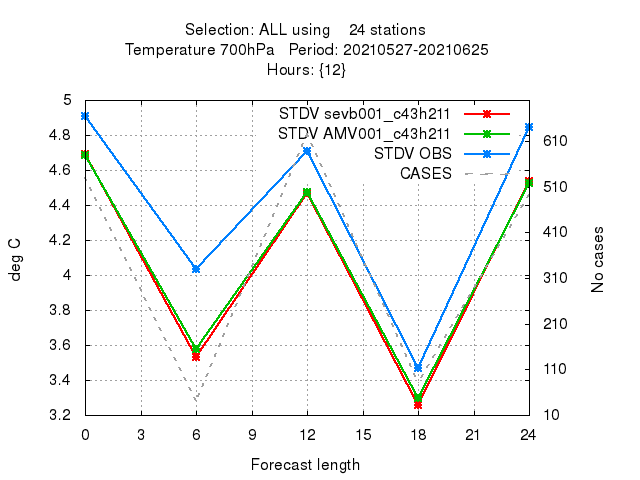 Selection: ALL using 24 stations
Temperature 700hPa Period: 20210527-20210625
Hours: {12}
STDV sevb001_c43h211
STDV AMV001_c43h211
STDV OBS
CASES
5
4.8
4.6
4.4
4.2
4
3.8
3.6
3.4
3.2
deg C
610
510
410
310
210
110
10
No cases
0 3 6 9 12 15 18 21 24
Forecast length